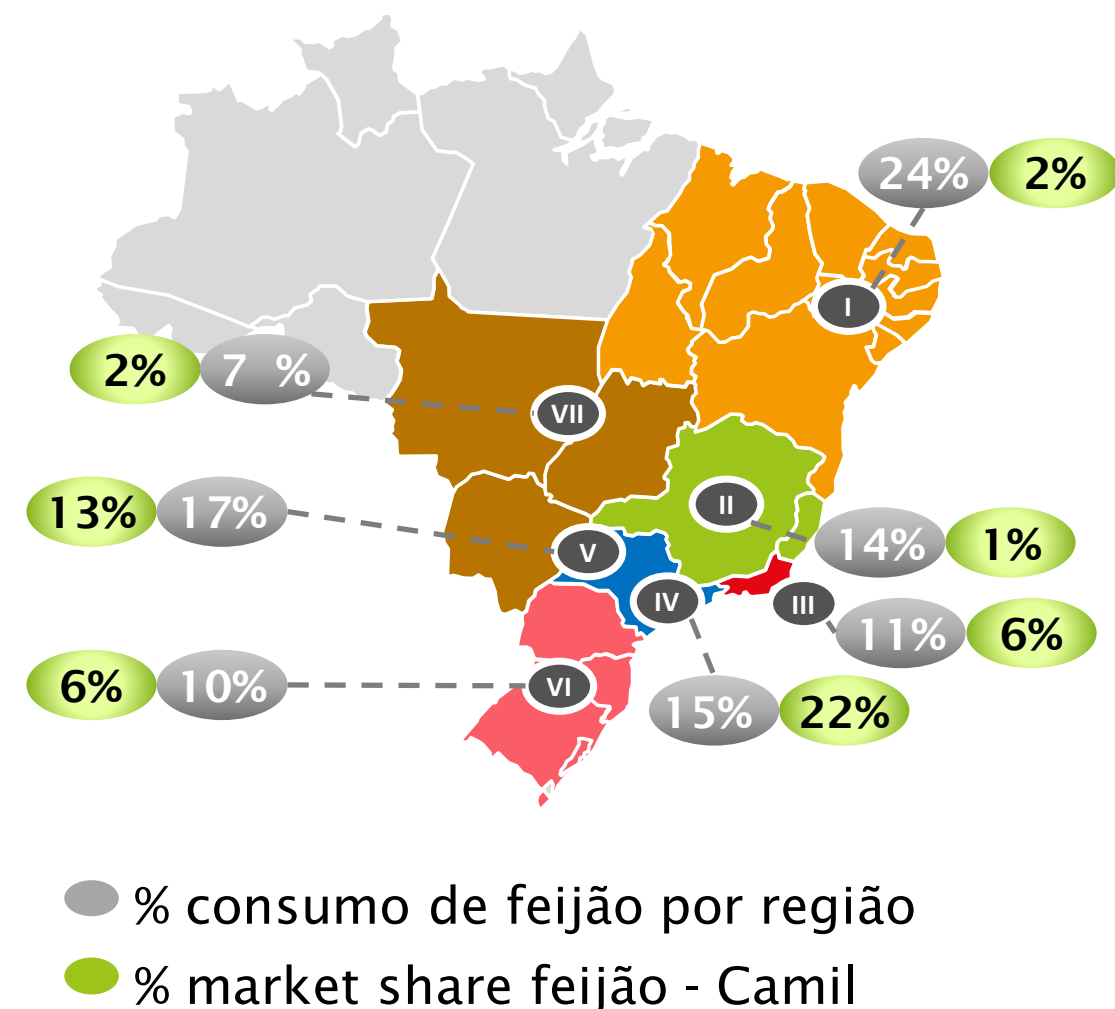 24% 2%
I
2% 7 %
VII
13% 17%
II
V
14% 1%
IV
III
11% 6%
6% 10%
VI
15% 22%
% consumo de feijão por região
% market share feijão - Camil